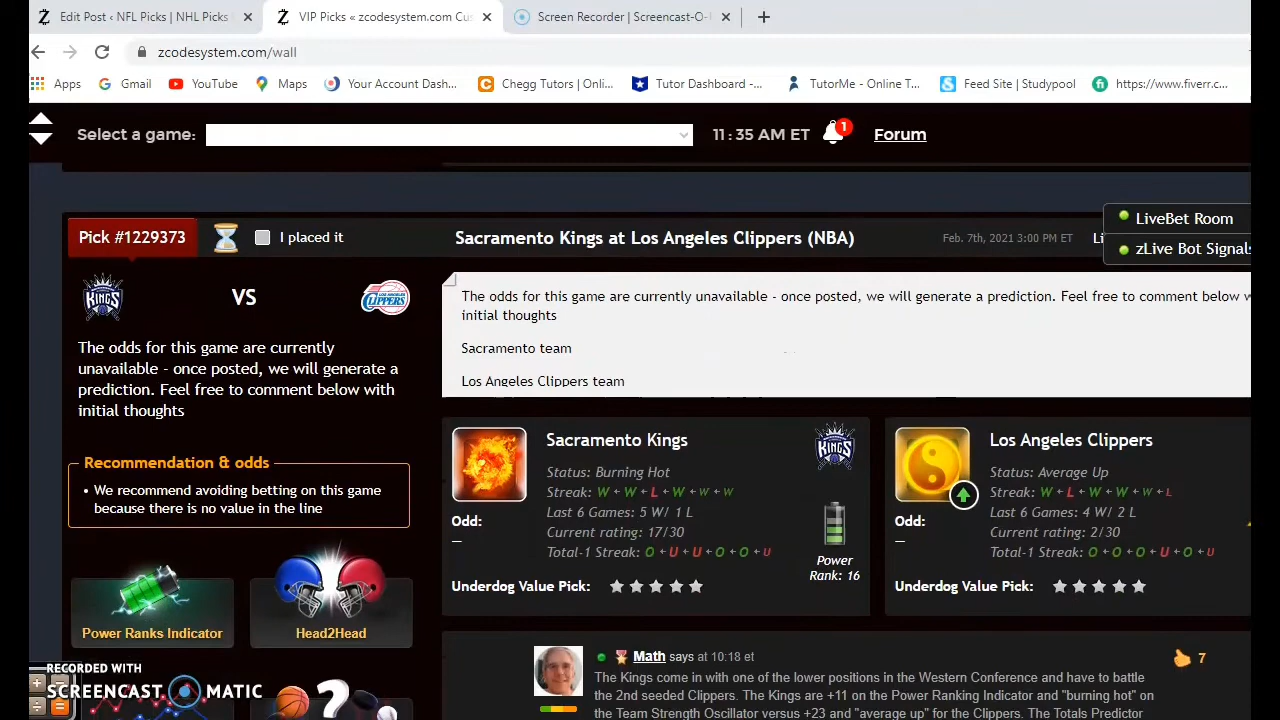 Edit Post ‹ NFL Picks | NHL Picks
VIP Picks « zcodesystem.com Cus
Screen Recorder | Screencast-O-
zcodesystem.com/wall
Apps
Gmail
YouTube
Maps
Your Account Dash...
Chegg Tutors | Onli...
Tutor Dashboard -...
TutorMe - Online T...
Feed Site | Studypool
https://www.fiverr.c...
Select a game:
11:35 AM ET
1
Forum
Pick #1229373
I placed it
Sacramento Kings at Los Angeles Clippers (NBA)
Feb. 7th, 2021 3:00 PM ET
Li
LiveBet Room
zLive Bot Signals
KINGS
VS
CLIPPERS
The odds for this game are currently
unavailable - once posted, we will generate a
prediction. Feel free to comment below with
initial thoughts
The odds for this game are currently unavailable - once posted, we will generate a prediction. Feel free to comment below w
initial thoughts
Sacramento team
Los Angeles Clippers team
Recommendation & odds
• We recommend avoiding betting on this game
because there is no value in the line
Sacramento Kings
KINGS
Status: Burning Hot
Streak: W - W - L - W - W - W
Last 6 Games: 5 W/ 1 L
Odd:
—
Current rating: 17/30
Total-1 Streak: O - U - U - O - O - U
Power
Rank: 16
Underdog Value Pick:
Los Angeles Clippers
Status: Average Up
Streak: W - L - W - W - W - L
Last 6 Games: 4 W/ 2 L
Odd:
—
Current rating: 2/30
Total-1 Streak: O - O - O - U - O - U
Underdog Value Pick:
Power Ranks Indicator
Head2Head
Math says at 10:18 et
7
The Kings come in with one of the lower positions in the Western Conference and have to battle
the 2nd seeded Clippers. The Kings are +11 on the Power Ranking Indicator and "burning hot" on
the Team Strength Oscillator versus +23 and "average up" for the Clippers. The Totals Predictor
RECORDED WITH
SCREENCAST MATIC